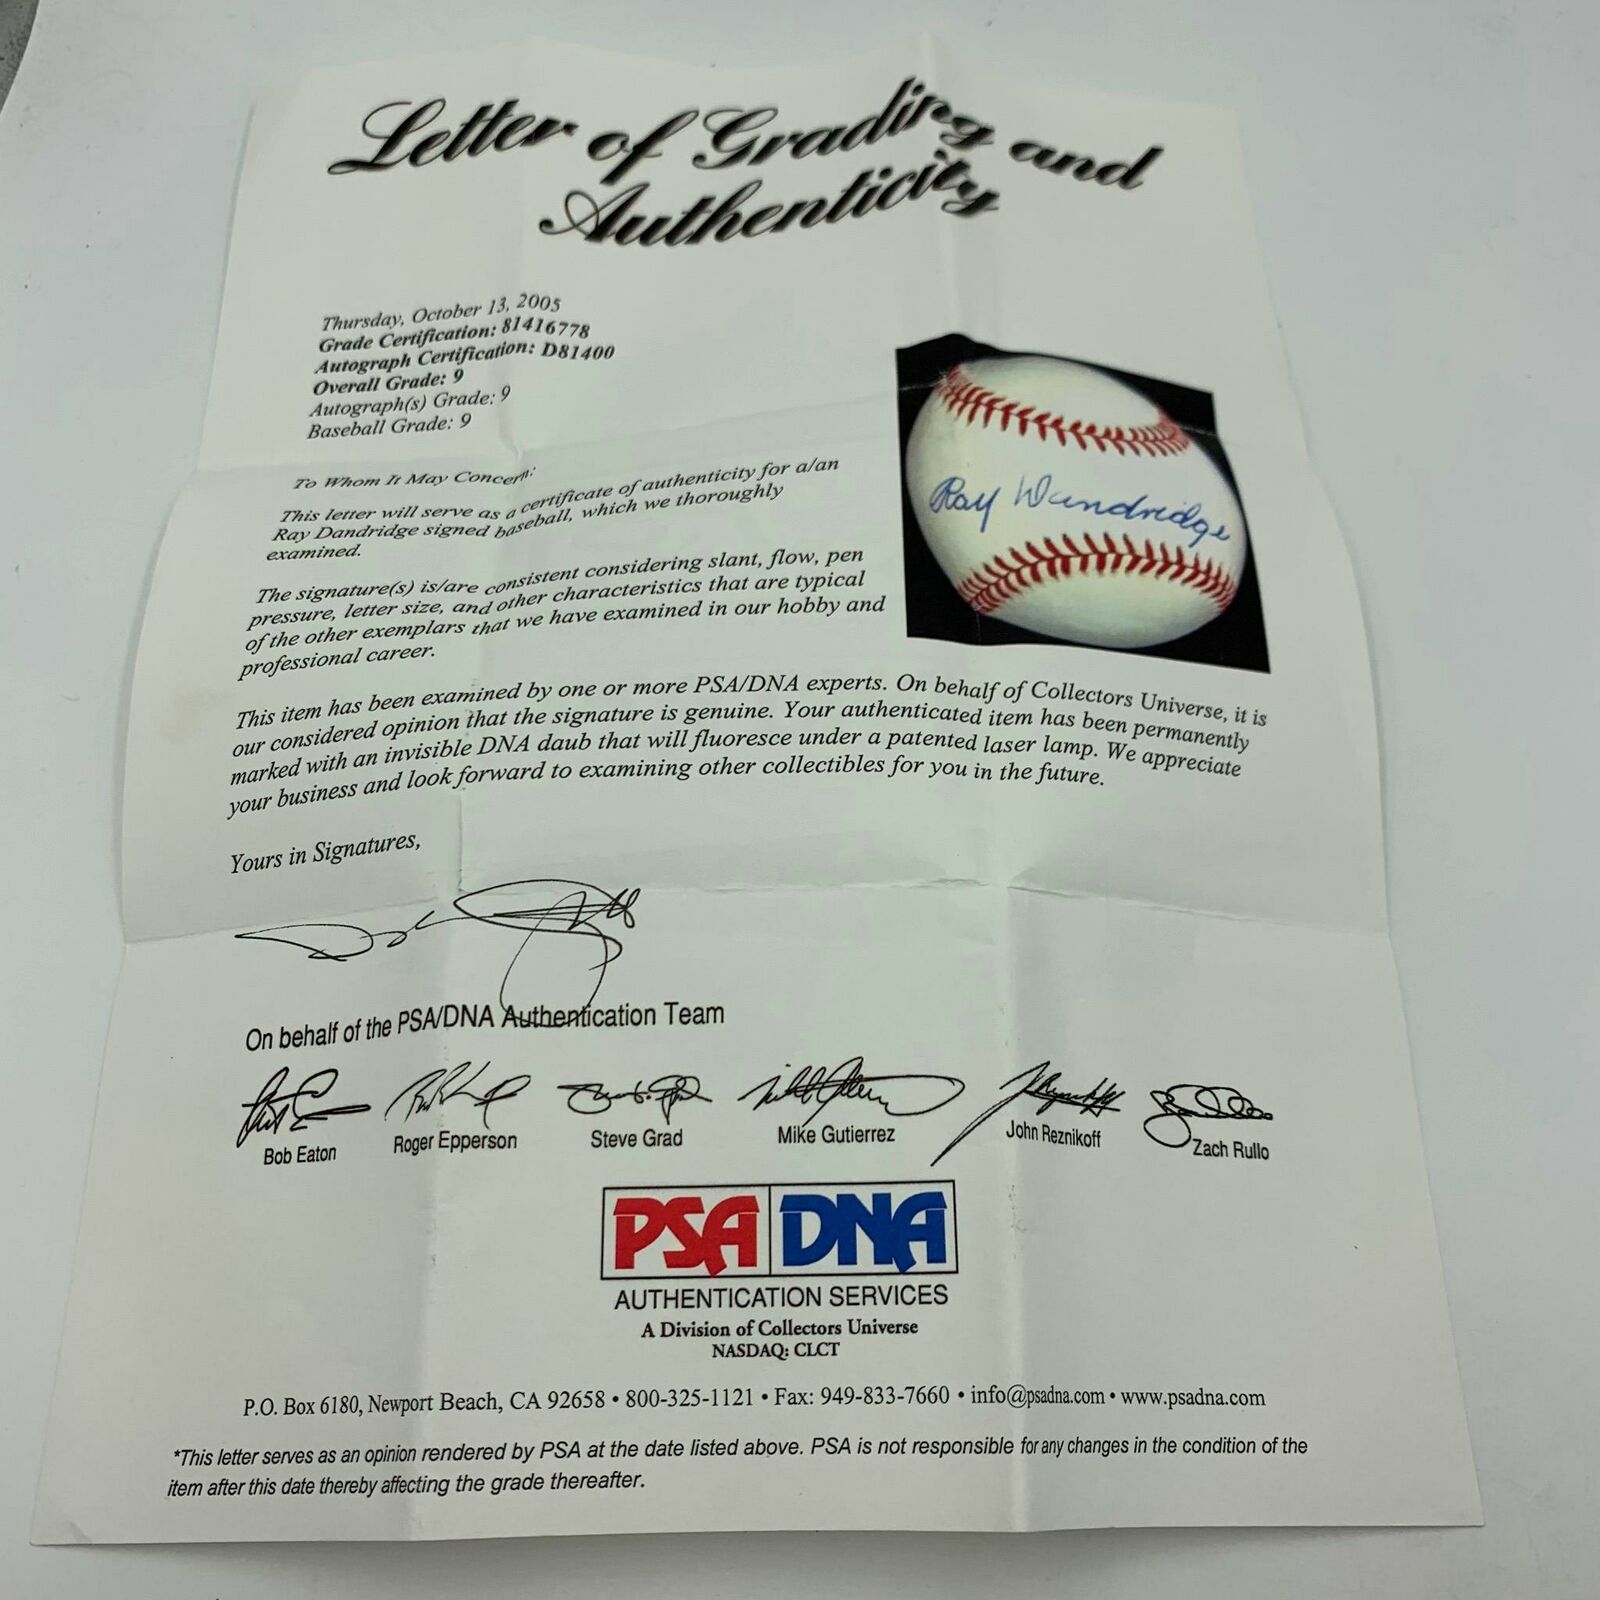 Letter of Grading and
Authenticity
Thursday, October 13, 2005
Grade Certification: 81416778
Autograph Certification: D81400
Overall Grade: 9
Autograph(s) Grade: 9
Baseball Grade: 9
To Whom It May Concern:
This letter will serve as a certificate of authenticity for a/an
Ray Dandridge signed baseball, which we thoroughly
examined.
The signature(s) is/are consistent considering slant, flow, pen
pressure, letter size, and other characteristics that are typical
of the other exemplars that we have examined in our hobby and
professional career.
Ray Dandridge
This item has been examined by one or more PSA/DNA experts. On behalf of Collectors Universe, it is
our considered opinion that the signature is genuine. Your authenticated item has been permanently
marked with an invisible DNA daub that will fluoresce under a patented laser lamp. We appreciate
your business and look forward to examining other collectibles for you in the future.
Yours in Signatures,
On behalf of the PSA/DNA Authentication Team
Bob Eaton
Roger Epperson
Steve Grad
Mike Gutierrez
John Reznikoff
Zach Rullo
PSA DNA
AUTHENTICATION SERVICES
A Division of Collectors Universe
NASDAQ: CLCT
P.O. Box 6180, Newport Beach, CA 92658 • 800-325-1121 • Fax: 949-833-7660 • info@psadna.com • www.psadna.com
*This letter serves as an opinion rendered by PSA at the date listed above. PSA is not responsible for any changes in the condition of the
item after this date thereby affecting the grade thereafter.